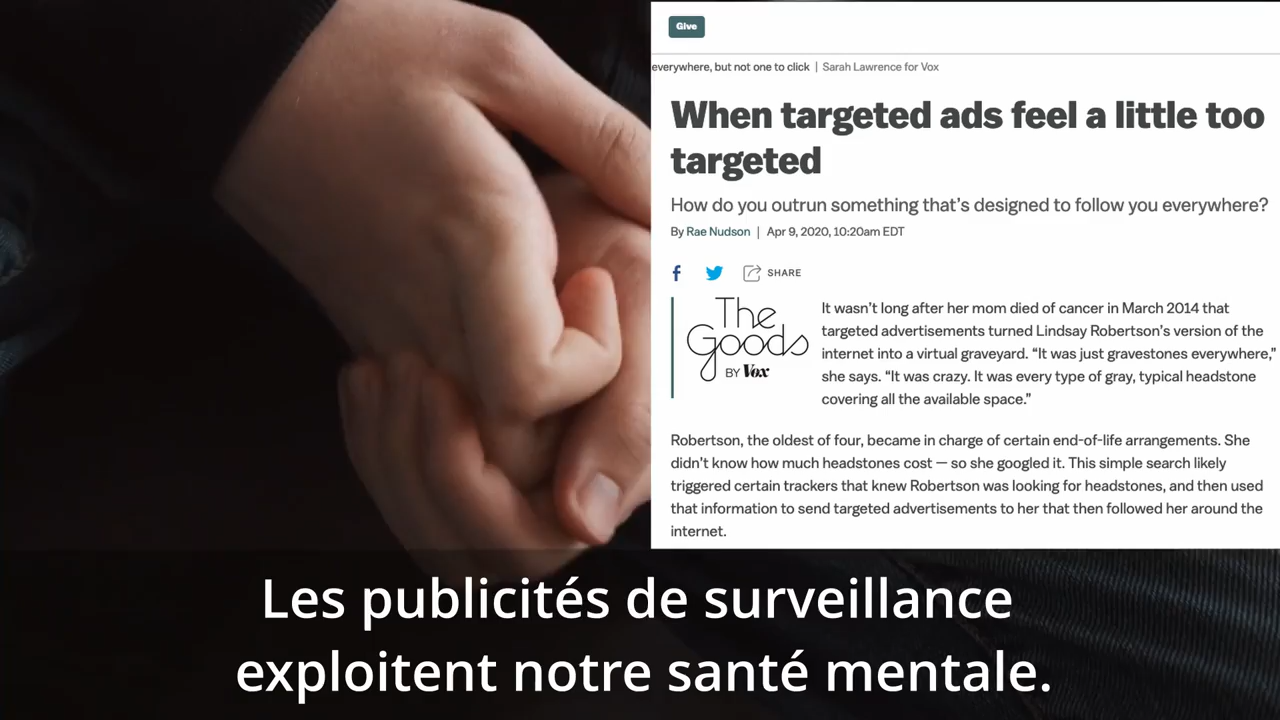 Give
everywhere, but not one to click | Sarah Lawrence for Vox
When targeted ads feel a little too
targeted
How do you outrun something that’s designed to follow you everywhere?
By Rae Nudson | Apr 9, 2020, 10:20am EDT
SHARE
The
Goods
BY Vox
It wasn’t long after her mom died of cancer in March 2014 that
targeted advertisements turned Lindsay Robertson’s version of the
internet into a virtual graveyard. “It was just gravestones everywhere,”
she says. “It was crazy. It was every type of gray, typical headstone
covering all the available space.”
Robertson, the oldest of four, became in charge of certain end-of-life arrangements. She
didn’t know how much headstones cost — so she googled it. This simple search likely
triggered certain trackers that knew Robertson was looking for headstones, and then used
that information to send targeted advertisements to her that then followed her around the
internet.
Les publicités de surveillance
exploitent notre santé mentale.